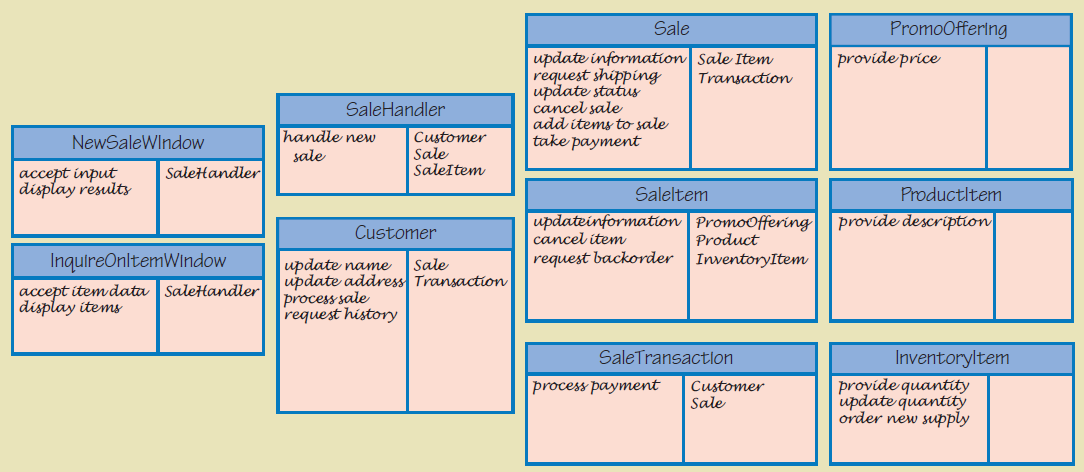 NewSaleWindow
accept input
display results
SaleHandler
InquireOnItemWindow
accept item data
display items
SaleHandler
SaleHandler
handle new
sale
Customer
Sale
SaleItem
Customer
update name
update address
process sale
request history
Sale
Transaction
Sale
update information
request shipping
update status
cancel sale
add items to sale
take payment
Sale Item
Transaction
SaleItem
updateinformation
cancel item
request backorder
PromoOffering
Product
InventoryItem
SaleTransaction
process payment
Customer
Sale
PromoOffering
provide price
ProductItem
provide description
InventoryItem
provide quantity
update quantity
order new supply